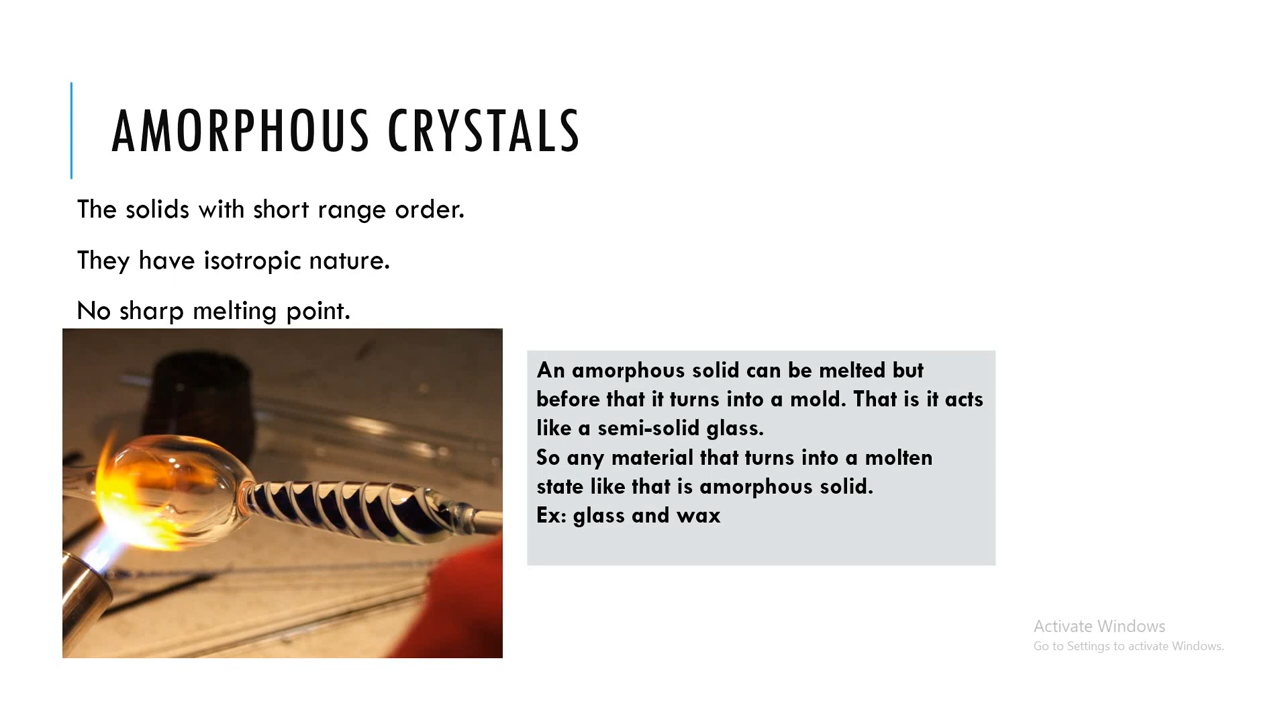 AMORPHOUS CRYSTALS
The solids with short range order.
They have isotropic nature.
No sharp melting point.
An amorphous solid can be melted but
before that it turns into a mold. That is it acts
like a semi-solid glass.
So any material that turns into a molten
state like that is amorphous solid.
Ex: glass and wax
Activate Windows
Go to Settings to activate Windows.